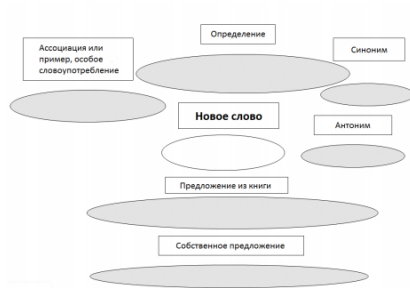 Определение
Ассоциация или
пример, особое
словоупотребление
Синоним
Новое слово
Антоним
Предложение из книги
Собственное предложение